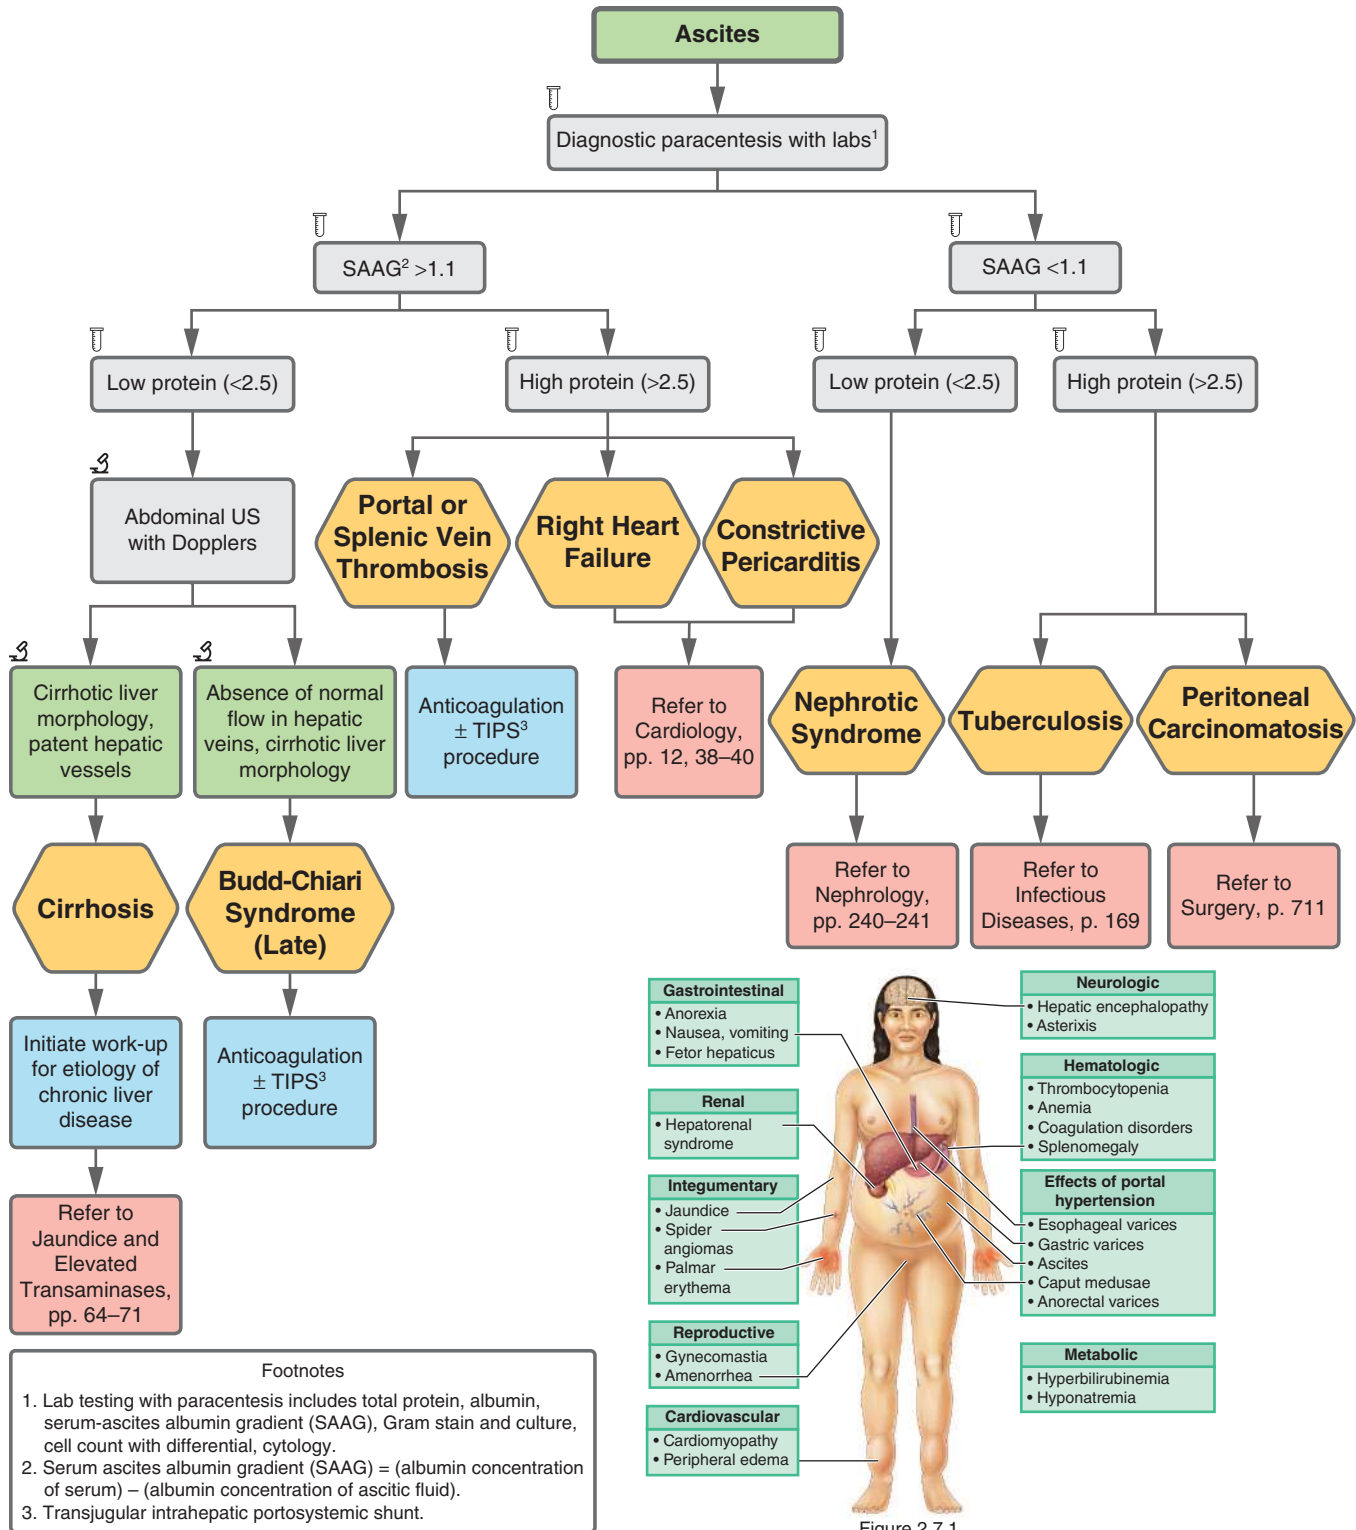 Ascites
Diagnostic paracentesis with labs1
SAAG2 >1.1
SAAG <1.1
Low protein (<2.5)
High protein (>2.5)
Low protein (<2.5)
High protein (>2.5)
Abdominal US
with Dopplers
Portal or
Splenic Vein
Thrombosis
Right Heart
Failure
Constrictive
Pericarditis
Cirrhotic liver
morphology,
patent hepatic
vessels
Absence of normal
flow in hepatic
veins, cirrhotic liver
morphology
Anticoagulation
± TIPS3
procedure
Refer to
Cardiology,
pp. 12, 38–40
Nephrotic
Syndrome
Tuberculosis
Peritoneal
Carcinomatosis
Cirrhosis
Budd-Chiari
Syndrome
(Late)
Refer to
Nephrology,
pp. 240–241
Refer to
Infectious
Diseases, p. 169
Refer to
Surgery, p. 711
Initiate work-up
for etiology of
chronic liver
disease
Anticoagulation
± TIPS3
procedure
Refer to
Jaundice and
Elevated
Transaminases,
pp. 64–71
Gastrointestinal
• Anorexia
• Nausea, vomiting
• Fetor hepaticus
Renal
• Hepatorenal
syndrome
Integumentary
• Jaundice
• Spider
angiomas
• Palmar
erythema
Reproductive
• Gynecomastia
• Amenorrhea
Cardiovascular
• Cardiomyopathy
• Peripheral edema
Neurologic
• Hepatic encephalopathy
• Asterixis
Hematologic
• Thrombocytopenia
• Anemia
• Coagulation disorders
• Splenomegaly
Effects of portal
hypertension
• Esophageal varices
• Gastric varices
• Ascites
• Caput medusae
• Anorectal varices
Metabolic
• Hyperbilirubinemia
• Hyponatremia
Footnotes
1. Lab testing with paracentesis includes total protein, albumin,
serum-ascites albumin gradient (SAAG), Gram stain and culture,
cell count with differential, cytology.
2. Serum ascites albumin gradient (SAAG) = (albumin concentration
of serum) – (albumin concentration of ascitic fluid).
3. Transjugular intrahepatic portosystemic shunt.
Figure 2.7.1